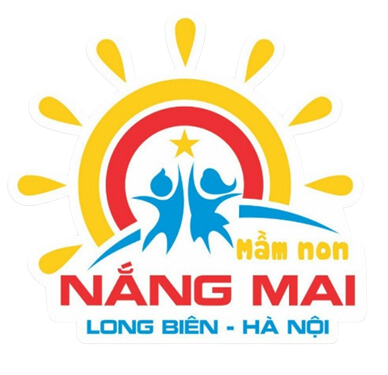 Mầm non
NẮNG MAI
LONG BIÊN - HÀ NỘI